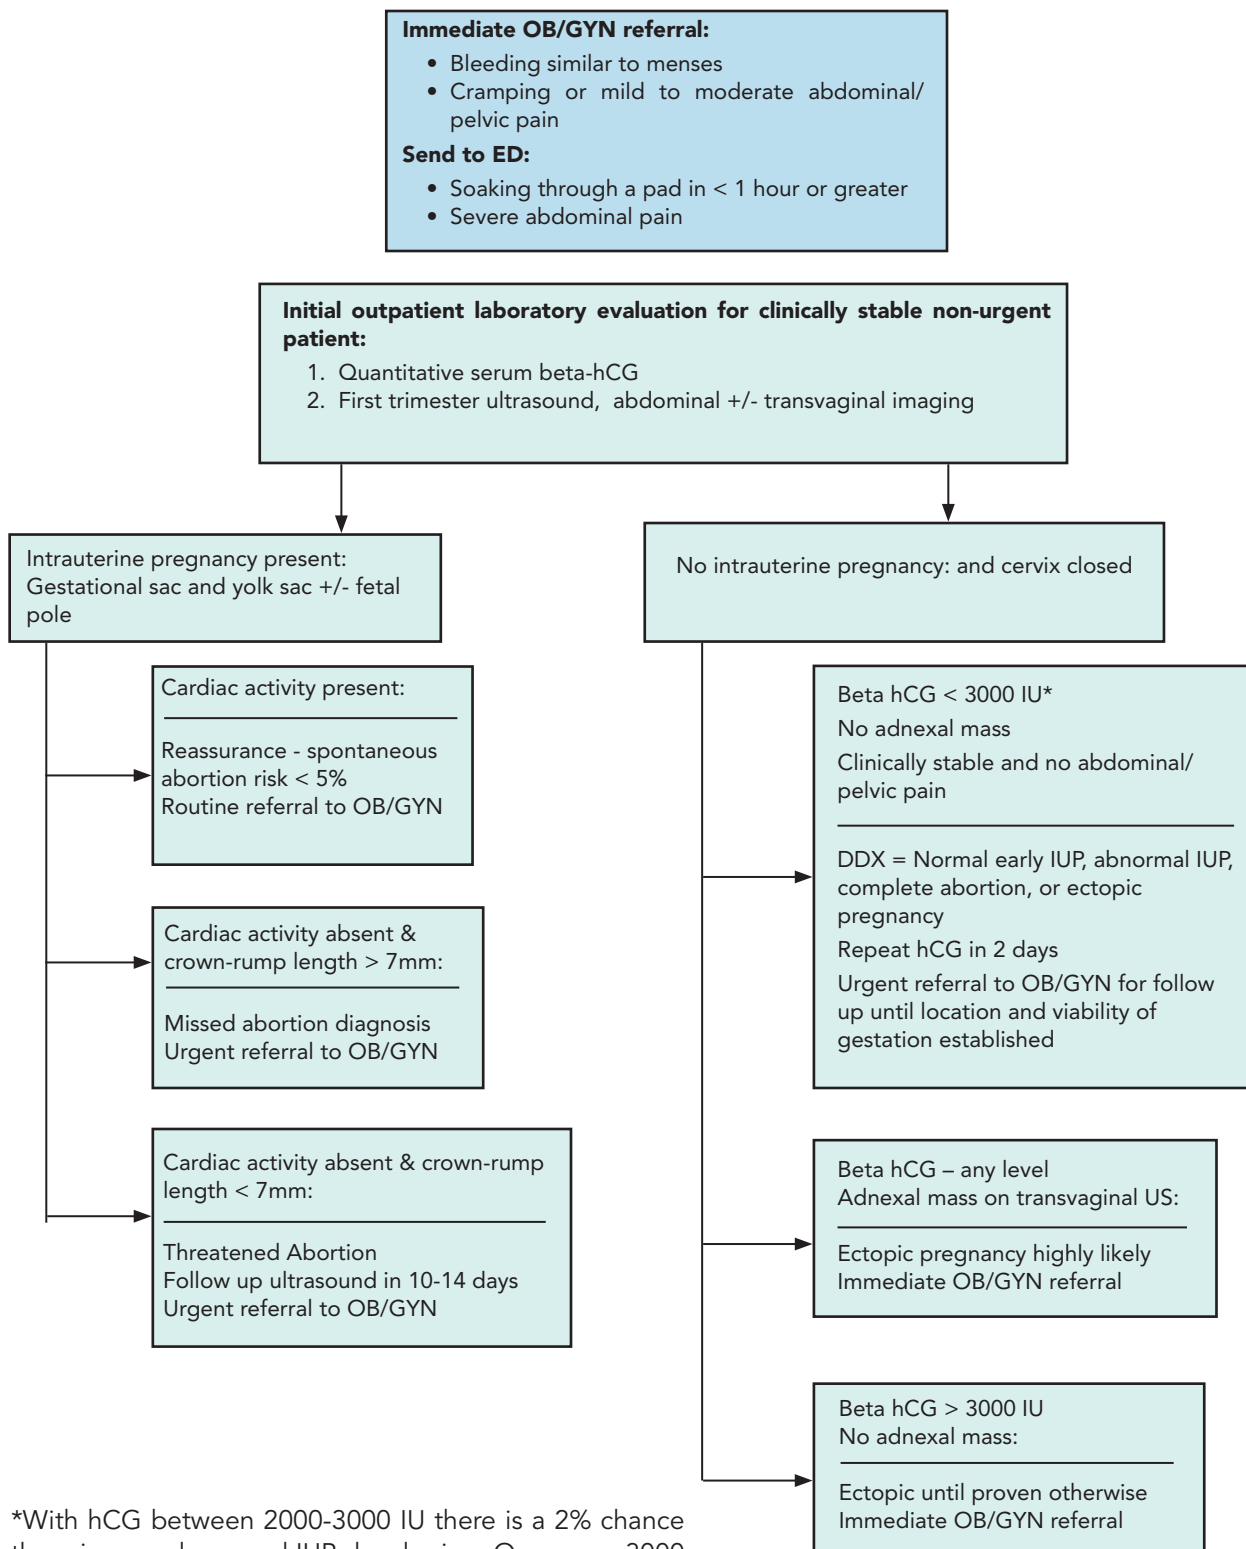 Immediate OB/GYN referral:
• Bleeding similar to menses
• Cramping or mild to moderate abdominal/
pelvic pain
Send to ED:
• Soaking through a pad in < 1 hour or greater
• Severe abdominal pain
Initial outpatient laboratory evaluation for clinically stable non-urgent
patient:
1. Quantitative serum beta-hCG
2. First trimester ultrasound, abdominal +/- transvaginal imaging
Intrauterine pregnancy present:
Gestational sac and yolk sac +/- fetal
pole
Cardiac activity present:
Reassurance - spontaneous
abortion risk < 5%
Routine referral to OB/GYN
Cardiac activity absent &
crown-rump length > 7mm:
Missed abortion diagnosis
Urgent referral to OB/GYN
Cardiac activity absent & crown-rump
length < 7mm:
Threatened Abortion
Follow up ultrasound in 10-14 days
Urgent referral to OB/GYN
No intrauterine pregnancy: and cervix closed
Beta hCG < 3000 IU*
No adnexal mass
Clinically stable and no abdominal/
pelvic pain
DDX = Normal early IUP, abnormal IUP,
complete abortion, or ectopic
pregnancy
Repeat hCG in 2 days
Urgent referral to OB/GYN for follow
up until location and viability of
gestation established
Beta hCG – any level
Adnexal mass on transvaginal US:
Ectopic pregnancy highly likely
Immediate OB/GYN referral
Beta hCG > 3000 IU
No adnexal mass:
Ectopic until proven otherwise
Immediate OB/GYN referral
*With hCG between 2000-3000 IU there is a 2% chance